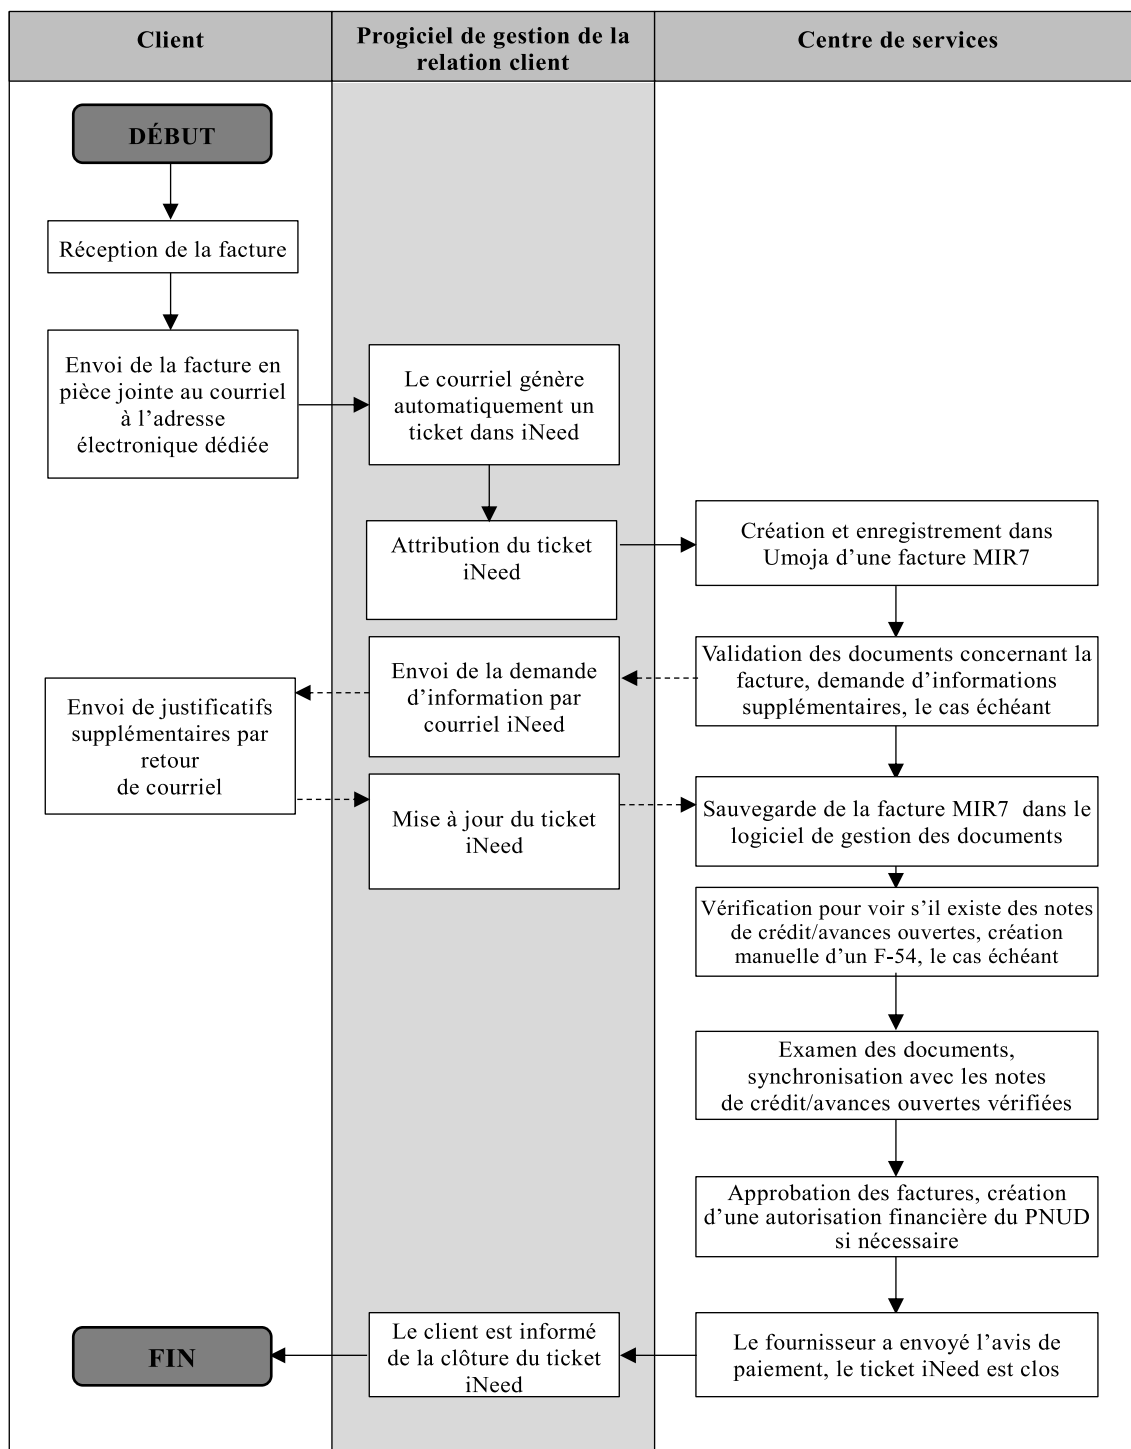 Client
Progiciel de gestion de la
relation client
Centre de services
DÉBUT
Réception de la facture
Envoi de la facture en
pièce jointe au courriel
à l’adresse
électronique dédiée
Le courriel génère
automatiquement un
ticket dans iNeed
Attribution du ticket
iNeed
Création et enregistrement dans
Umoja d’une facture MIR7
Validation des documents concernant la
facture, demande d’informations
supplémentaires, le cas échéant
Envoi de la demande
d’information par
courriel iNeed
Envoi de justificatifs
supplémentaires par
retour
de courriel
Mise à jour du ticket
iNeed
Sauvegarde de la facture MIR7 dans le
logiciel de gestion des documents
Vérification pour voir s’il existe des notes
de crédit/avances ouvertes, création
manuelle d’un F-54, le cas échéant
Examen des documents,
synchronisation avec les notes
de crédit/avances ouvertes vérifiées
Approbation des factures, création
d’une autorisation financière du PNUD
si nécessaire
Le fournisseur a envoyé l’avis de
paiement, le ticket iNeed est clos
Le client est informé
de la clôture du ticket
iNeed
FIN